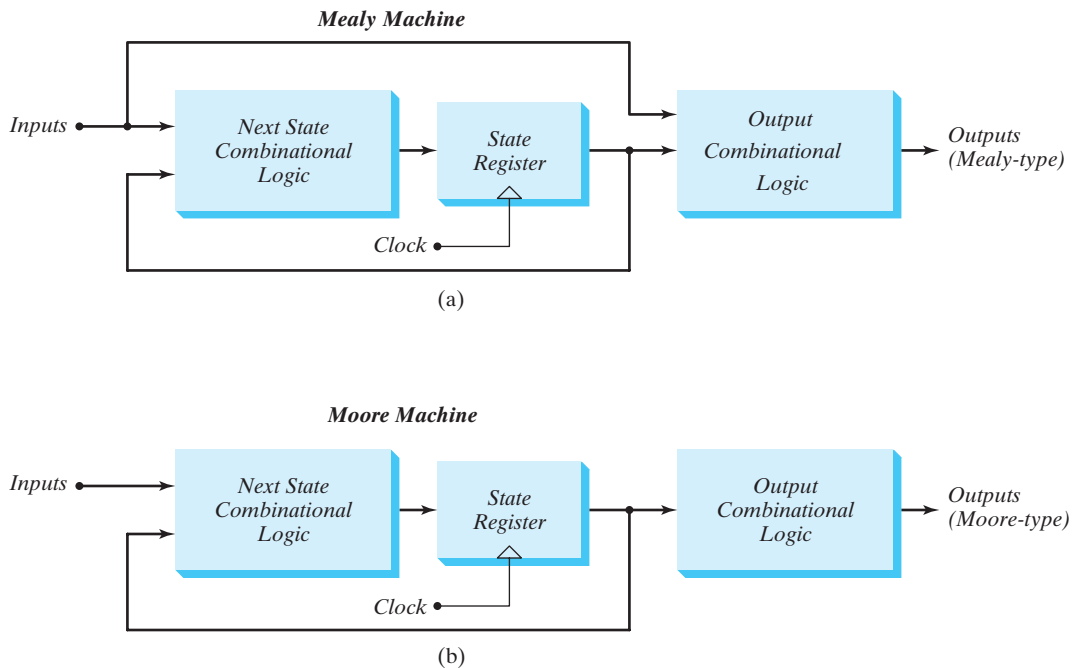 Mealy Machine
Inputs
Next State
Combinational
Logic
State
Register
Output
Combinational
Logic
Outputs
(Mealy-type)
Clock
(a)
Moore Machine
Inputs
Next State
Combinational
Logic
State
Register
Output
Combinational
Logic
Outputs
(Moore-type)
Clock
(b)